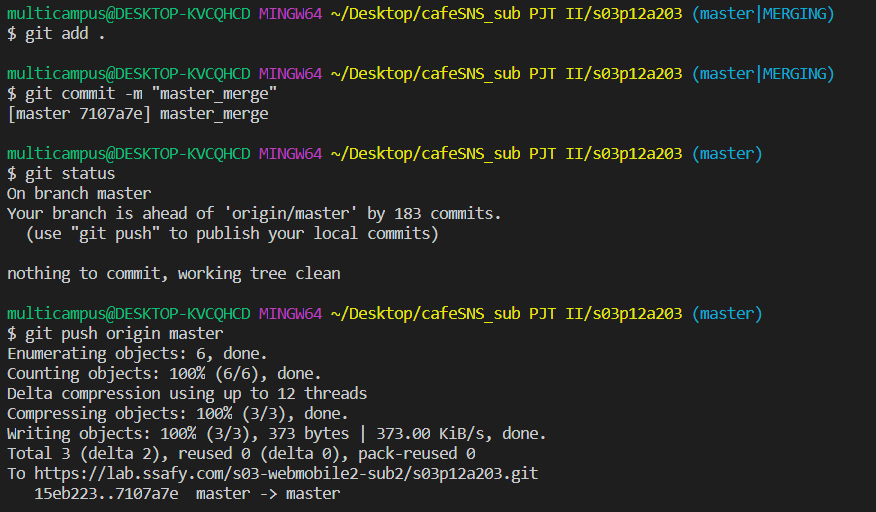 multicampus@DESKTOP-KVCQHCD MINGW64 ~/Desktop/cafeSNS_sub PJT II/s03p12a203 (master|MERGING)
$ git add .
multicampus@DESKTOP-KVCQHCD MINGW64 ~/Desktop/cafeSNS_sub PJT II/s03p12a203 (master|MERGING)
$ git commit -m "master_merge"
[master 7107a7e] master_merge
multicampus@DESKTOP-KVCQHCD MINGW64 ~/Desktop/cafeSNS_sub PJT II/s03p12a203 (master)
$ git status
On branch master
Your branch is ahead of 'origin/master' by 183 commits.
  (use "git push" to publish your local commits)
nothing to commit, working tree clean
multicampus@DESKTOP-KVCQHCD MINGW64 ~/Desktop/cafeSNS_sub PJT II/s03p12a203 (master)
$ git push origin master
Enumerating objects: 6, done.
Counting objects: 100% (6/6), done.
Delta compression using up to 12 threads
Compressing objects: 100% (3/3), done.
Writing objects: 100% (3/3), 373 bytes | 373.00 KiB/s, done.
Total 3 (delta 2), reused 0 (delta 0), pack-reused 0
To https://lab.ssafy.com/s03-webmobile2-sub2/s03p12a203.git
   15eb223..7107a7e  master -> master